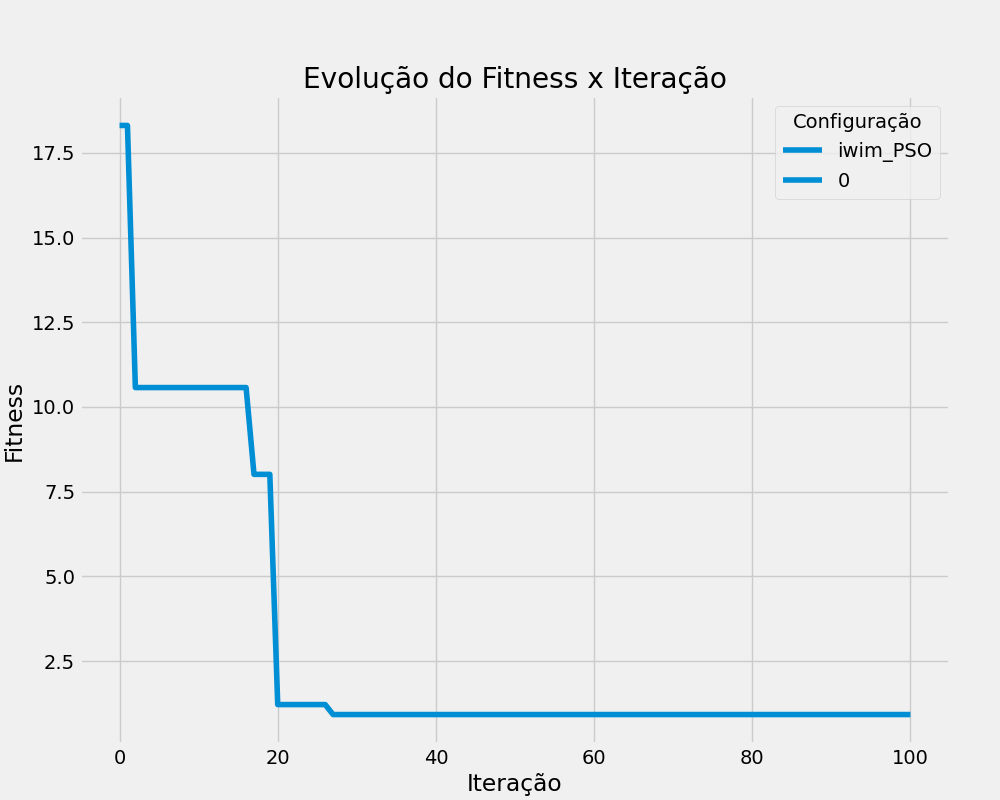 Evolução do Fitness x Iteração
Configuração
iwim_PSO
0
Fitness
17.5
15.0
12.5
10.0
7.5
5.0
2.5
0 20 40 60 80 100
Iteração